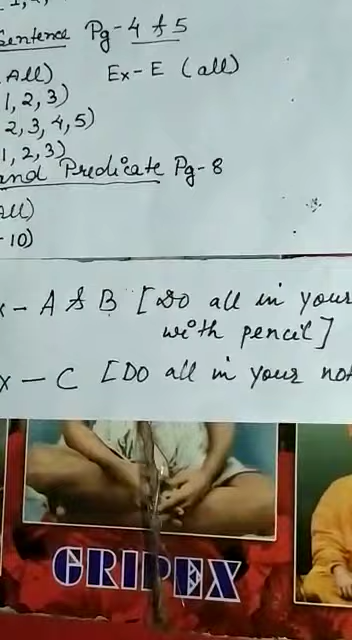 Sentence Pg-4 & 5
All) Ex-E (all)
1, 2, 3)
2, 3, 4, 5)
1, 2, 3)
and Predicate Pg-8
All)
-10)
x - A & B [Do all in your
with pencil]
x - C [Do all in your not
GRIPEX